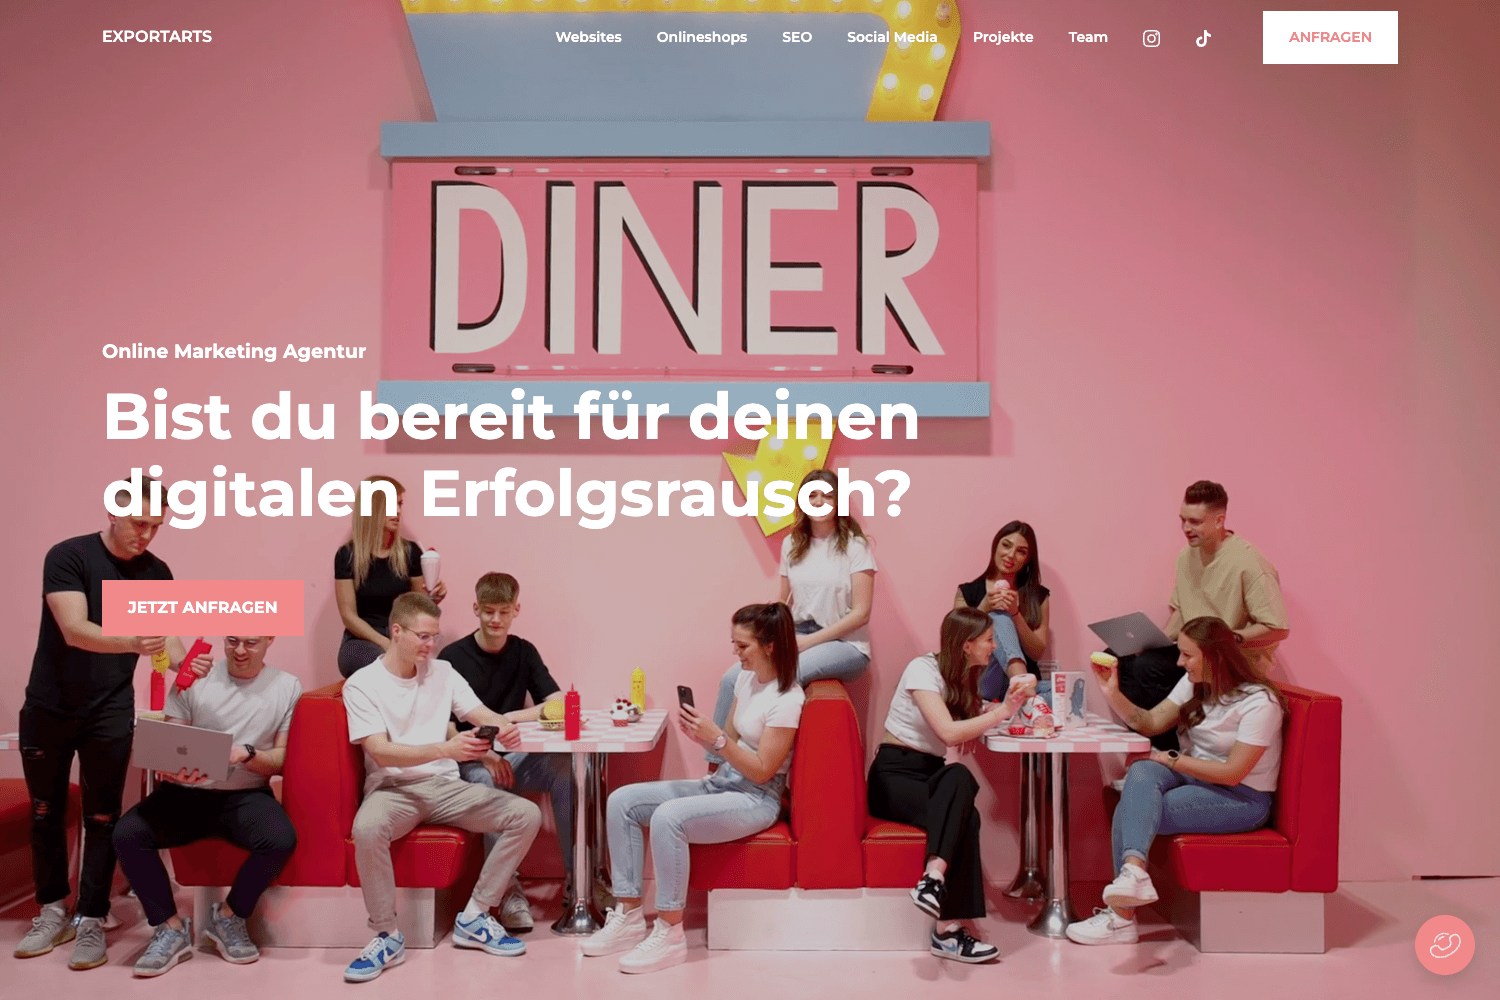 EXPORTARTS
Websites
Onlineshops
SEO
Social Media
Projekte
Team
ANFRAGEN
DINER
Online Marketing Agentur
Bist du bereit für deinen
digitalen Erfolgsrausch?
JETZT ANFRAGEN